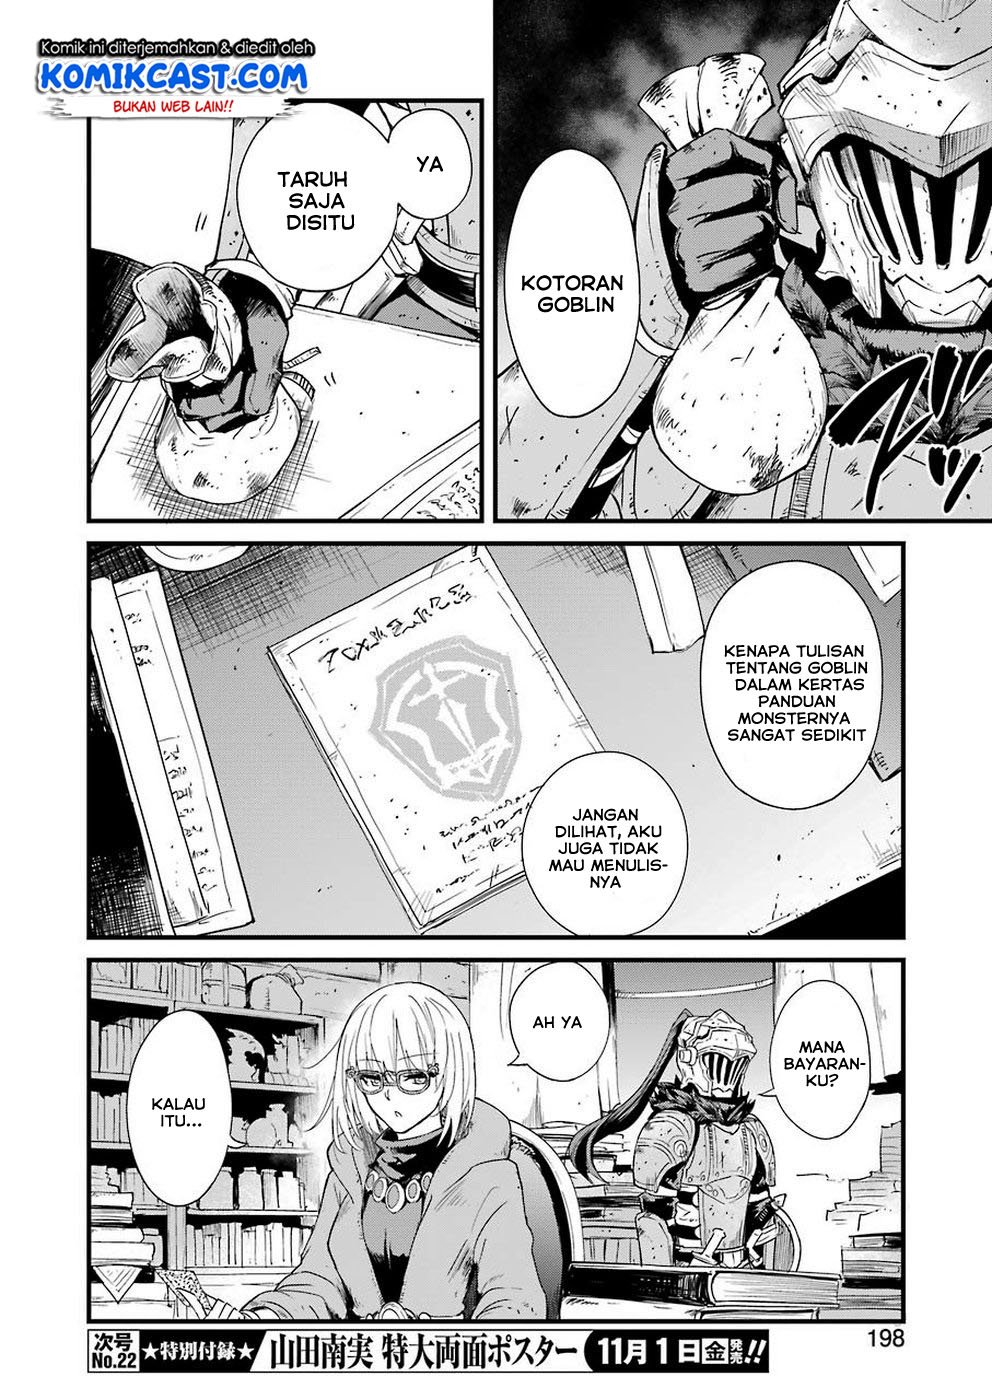 Komik ini diterjemahkan & diedit oleh
KOMIKCAST.COM
BUKAN WEB LAIN!!
KOTORAN
GOBLIN
YA
TARUH
SAJA
DISITU
KENAPA TULISAN
TENTANG GOBLIN
DALAM KERTAS
PANDUAN
MONSTERNYA
SANGAT SEDIKIT
JANGAN
DILIHAT, AKU
JUGA TIDAK
MAU MENULIS-
NYA
MANA
BAYARAN-
KU?
AH YA
KALAU
ITU...
198
次号
No.22
★特別付録★
山田南実 特大両面ポスター
11月1日金発売!!